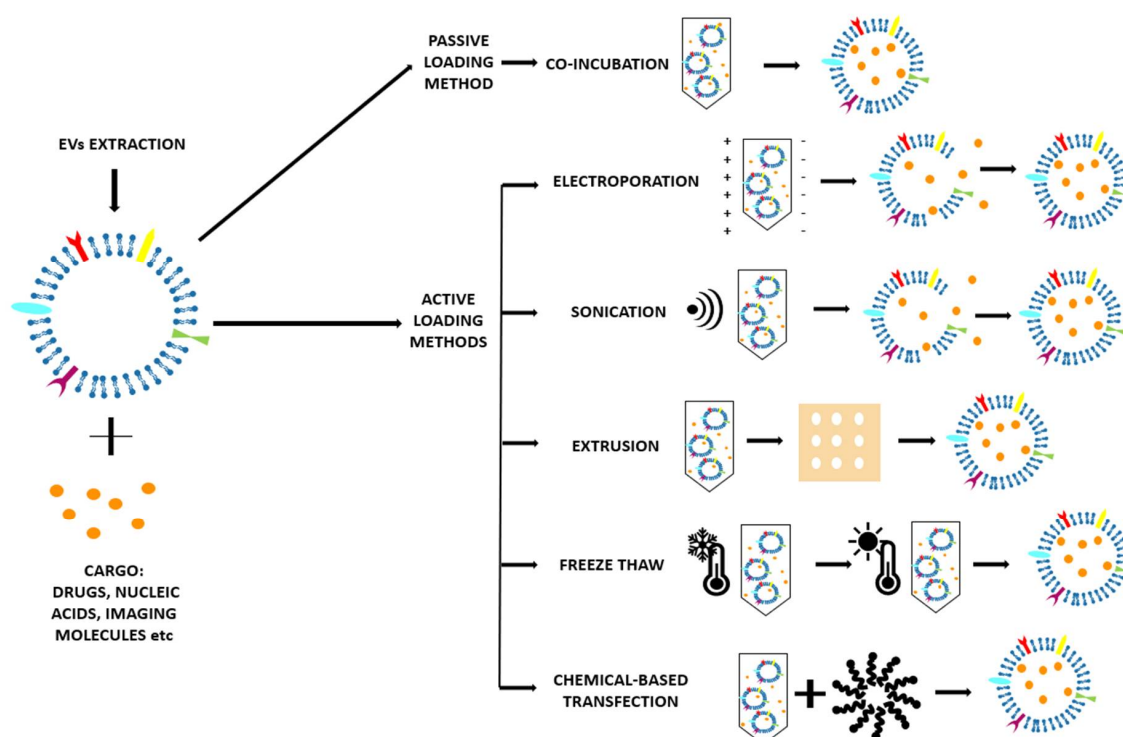 PASSIVE
LOADING
METHOD
CO-INCUBATION
EVs EXTRACTION
+ -
+ -
+ -
+ -
+ -
+ -
ELECTROPORATION
ACTIVE
LOADING
METHODS
SONICATION
EXTRUSION
CARGO:
DRUGS, NUCLEIC
ACIDS, IMAGING
MOLECULES etc
FREEZE THAW
CHEMICAL-BASED
TRANSFECTION